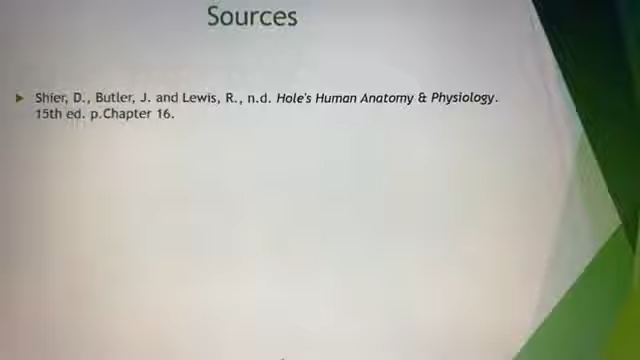 Sources
Shier, D., Butler, J. and Lewis, R., n.d. Hole's Human Anatomy & Physiology.
15th ed. p.Chapter 16.